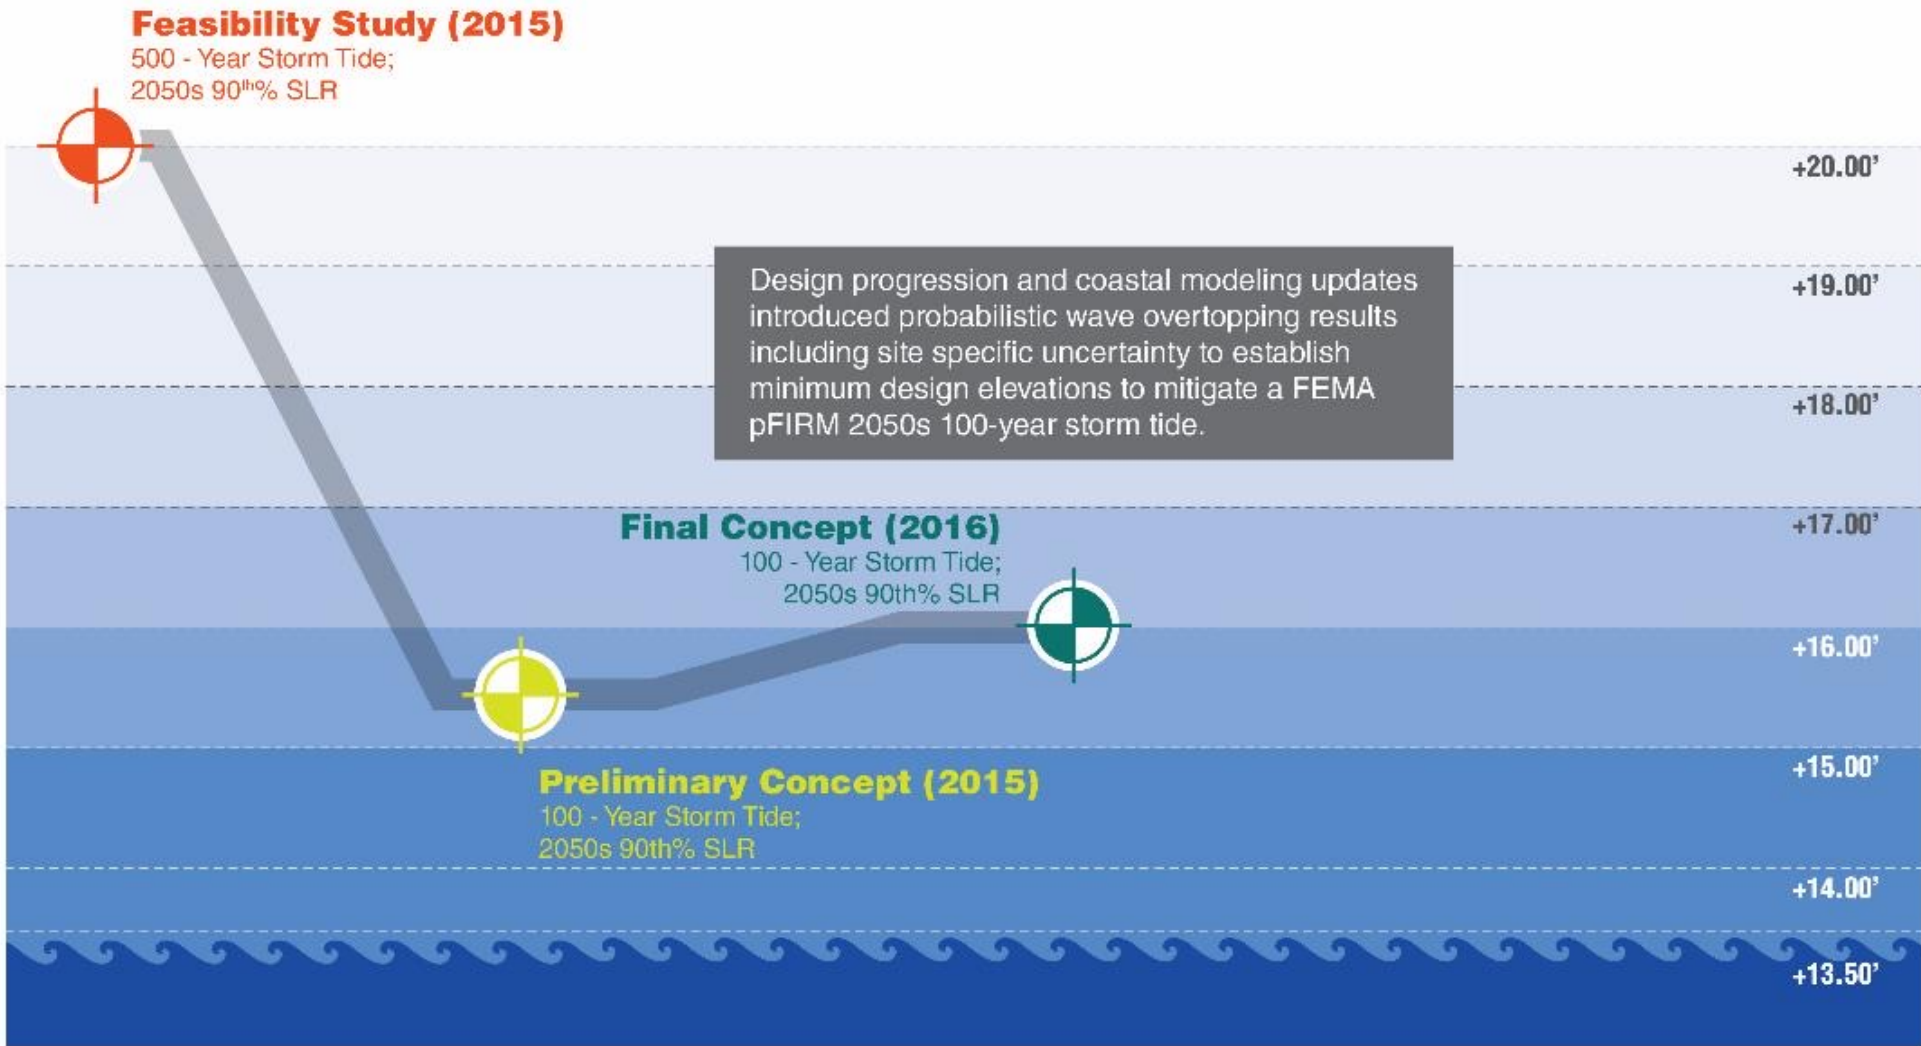 Feasibility Study (2015)
500 - Year Storm Tide;
2050s 90th% SLR
+20.00’
+19.00’
Design progression and coastal modeling updates
introduced probabilistic wave overtopping results
including site specific uncertainty to establish
minimum design elevations to mitigate a FEMA
pFIRM 2050s 100-year storm tide.
+18.00’
Final Concept (2016)
100 - Year Storm Tide;
2050s 90th% SLR
+17.00’
+16.00’
Preliminary Concept (2015)
100 - Year Storm Tide;
2050s 90th% SLR
+15.00’
+14.00’
+13.50’